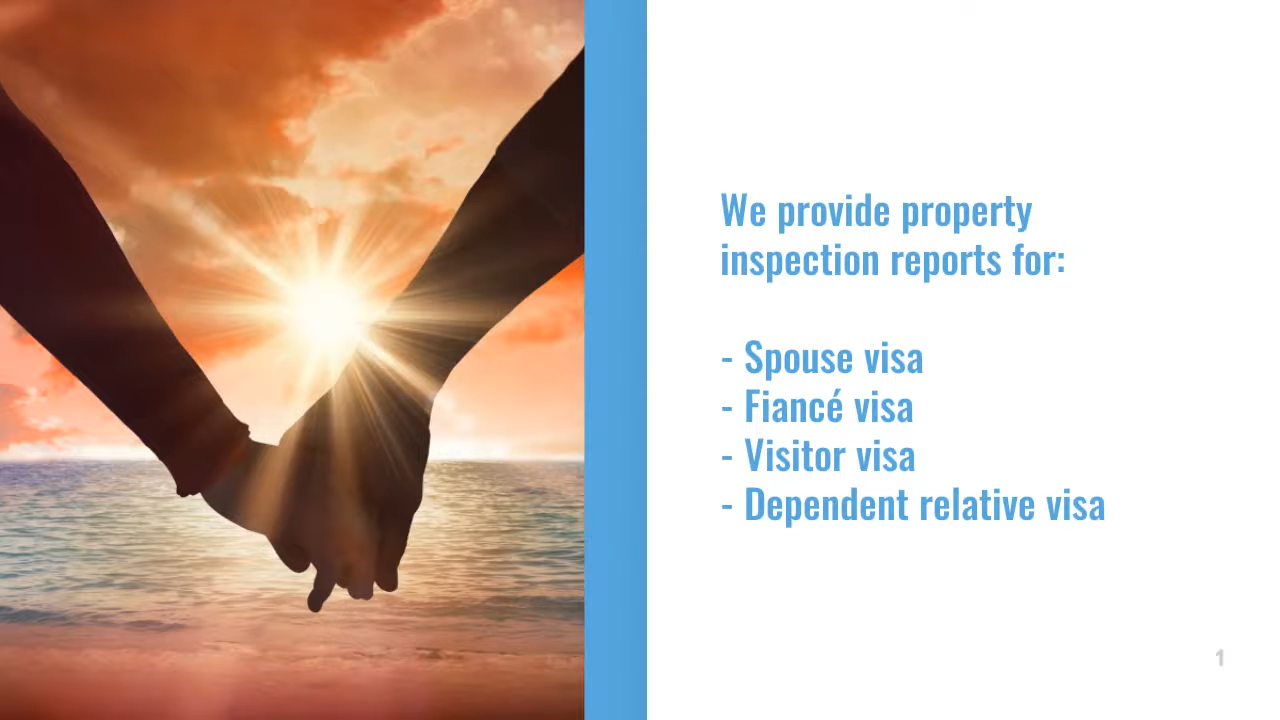 We provide property
inspection reports for:
- Spouse visa
- Fiancé visa
- Visitor visa
- Dependent relative visa
1